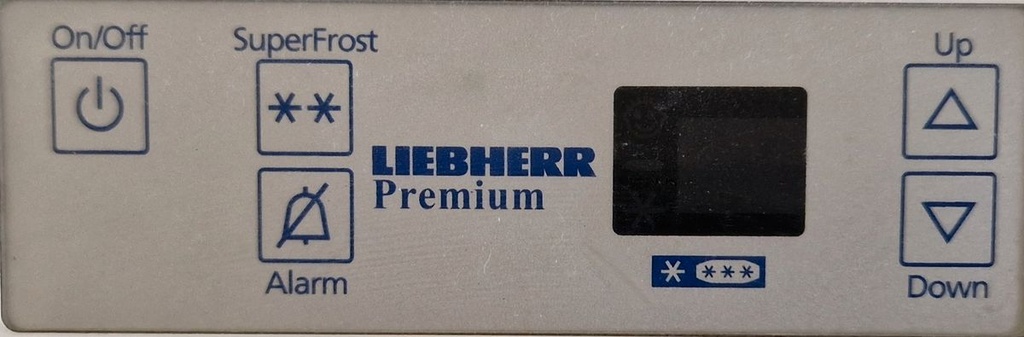 On/Off
SuperFrost
LIEBHERR
Premium
Alarm
Up
Down